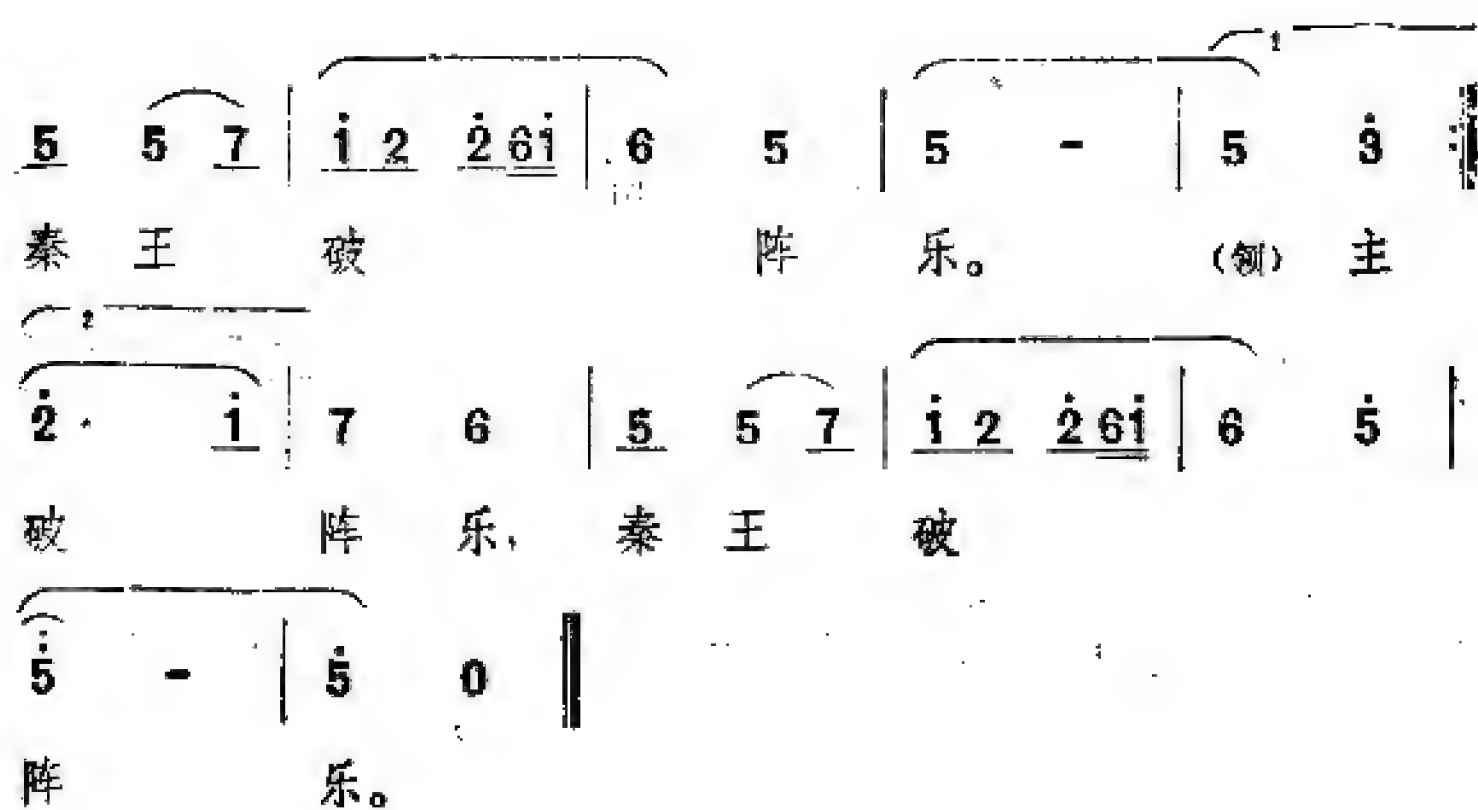 5 5 7 | i 2 2̇ 6i | 6 5 | 5 - | 5 3̇ :‖
秦 王 破 阵 乐。 (领) 主
2̇· i | 7 6 | 5 5 7 | i 2 2̇ 6i | 6 5̇ |
破 阵 乐, 秦 王 破
5̇ - | 5̇ 0 ‖
阵 乐。